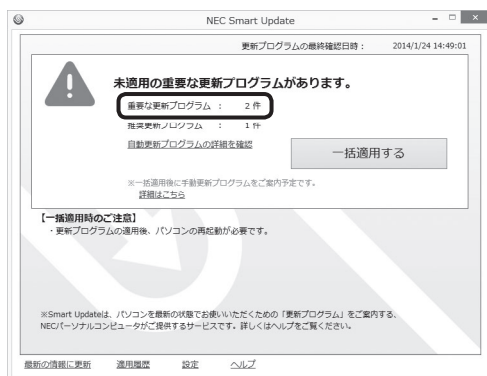 NEC Smart Update
更新プログラムの最終確認日時： 2014/1/24 14:49:01
未適用の重要な更新プログラムがあります。
重要な更新プログラム ： 2 件
推奨更新プログラム ： 1 件
自動更新プログラムの詳細を確認
一括適用する
※一括適用後に手動更新プログラムをご案内予定です。
詳細はこちら
【一括適用時のご注意】
・更新プログラムの適用後、パソコンの再起動が必要です。
※Smart Updateは、パソコンを最新の状態でお使いいただくための「更新プログラム」をご案内する、
NECパーソナルコンピュータがご提供するサービスです。詳しくはヘルプをご覧ください。
最新の情報に更新 適用履歴 設定 ヘルプ